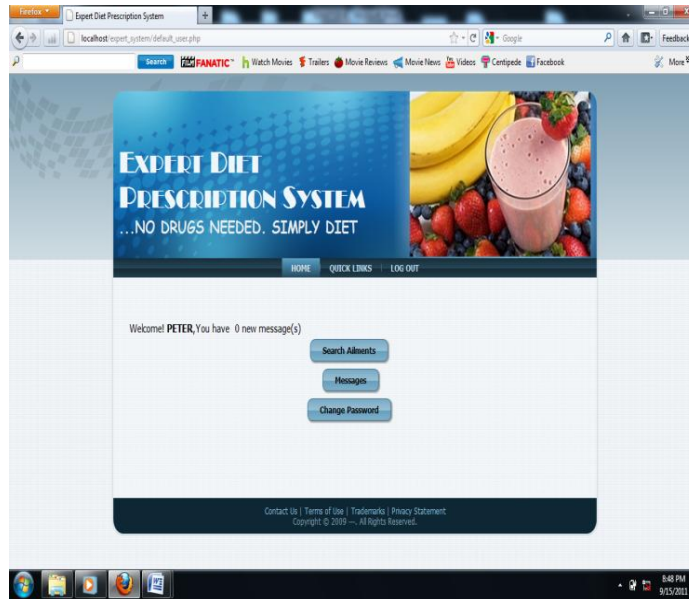 Firefox
Expert Diet Prescription System
+
localhost/expert_system/default_user.php
Google
Feedback
Search FILM FANATIC™ Watch Movies Trailers Movie Reviews Movie News Videos Centipede Facebook More
EXPERT DIET
PRESCRIPTION SYSTEM
...NO DRUGS NEEDED. SIMPLY DIET
HOME QUICK LINKS LOG OUT
Welcome! PETER,You have 0 new message(s)
Search Ailments
Messages
Change Password
Contact Us | Terms of Use | Trademarks | Privacy Statement
Copyright © 2009 ---. All Rights Reserved.
8:48 PM
9/15/2011